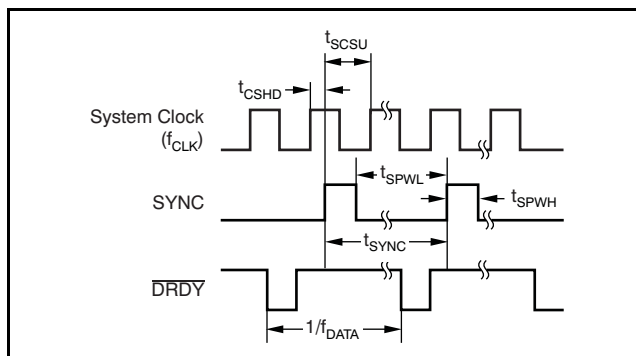 tSCSU
tCSHD
System Clock
(fCLK)
tSPWL
SYNC
tSPWH
tSYNC
DRDY
1/fDATA